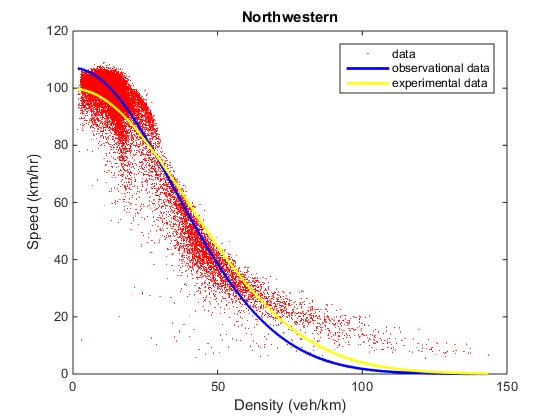 Northwestern
data
observational data
experimental data
120
100
80
60
40
20
0
Speed (km/hr)
0 50 100 150
Density (veh/km)